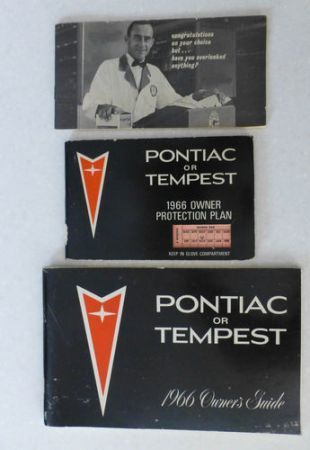 congratulations
on your choice
but...
have you overlooked
anything?
PONTIAC
OR
TEMPEST
1966 OWNER
PROTECTION PLAN
KEEP IN GLOVE COMPARTMENT
PONTIAC
OR
TEMPEST
1966 Owner's Guide